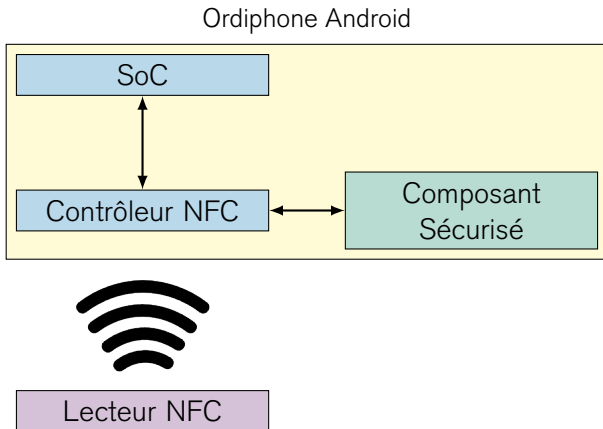 Ordiphone Android
SoC
Contrôleur NFC
Composant
Sécurisé
Lecteur NFC